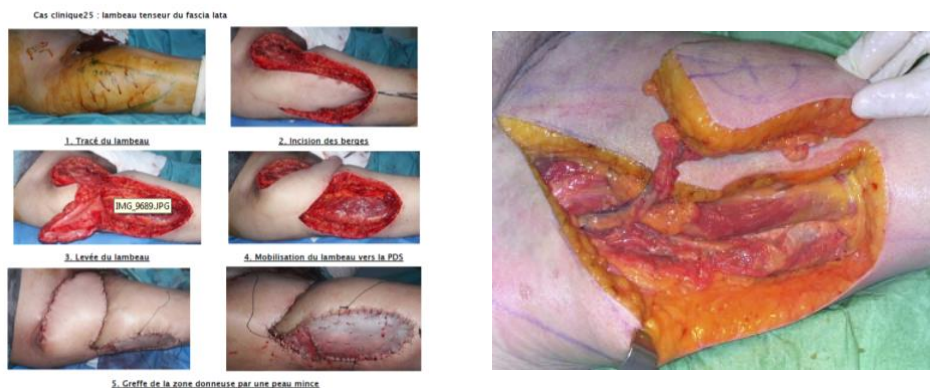 Cas clinique25 : lambeau tenseur du fascia lata
1. Tracé du lambeau
2. Incision des berges
IMG_9689.JPG
3. Levée du lambeau
4. Mobilisation du lambeau vers la PDS
5. Greffe de la zone donneuse par une peau mince